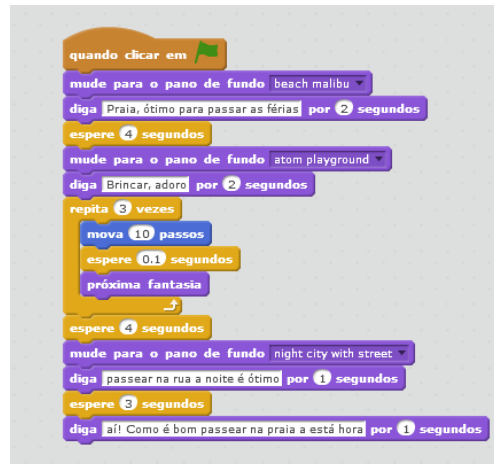 quando clicar em
mude para o pano de fundo beach malibu
diga Praia, ótimo para passar as férias por 2 segundos
espere 4 segundos
mude para o pano de fundo atom playground
diga Brincar, adoro por 2 segundos
repita 3 vezes
mova 10 passos
espere 0.1 segundos
próxima fantasia
espere 4 segundos
mude para o pano de fundo night city with street
diga passear na rua a noite é ótimo por 1 segundos
espere 3 segundos
diga aí! Como é bom passear na praia a está hora por 1 segundos